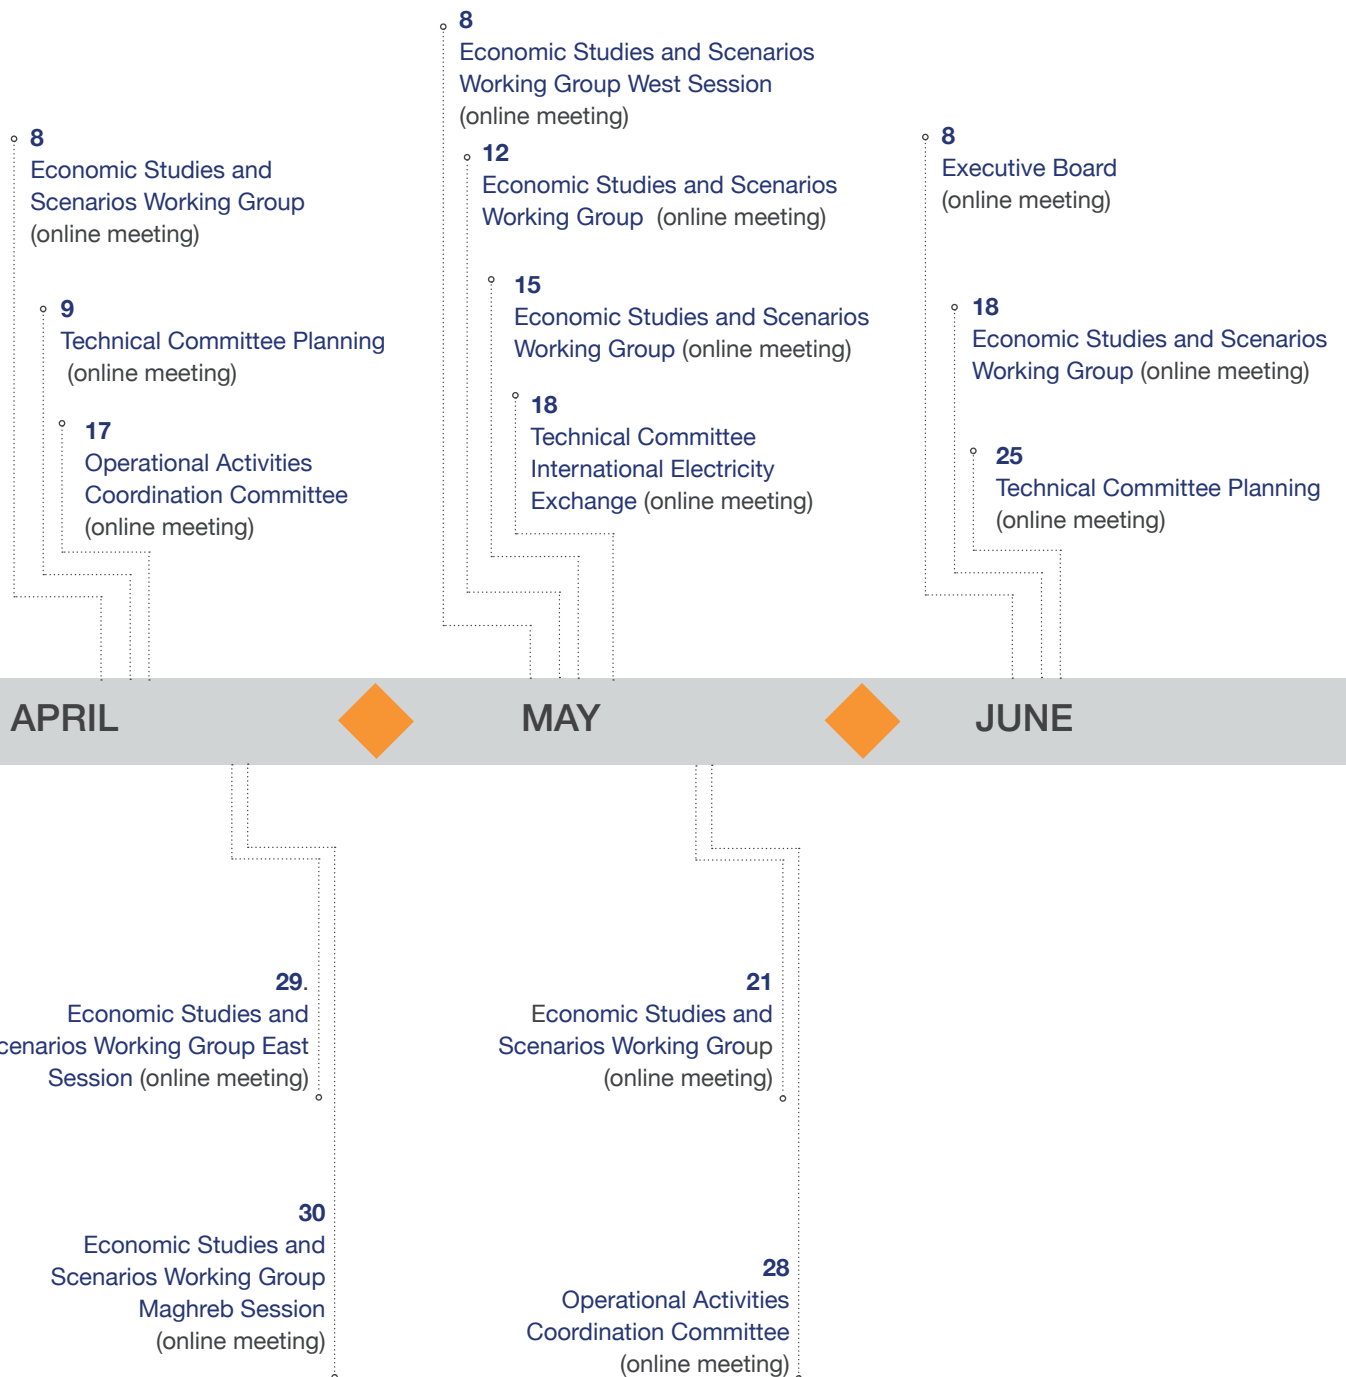 8
Economic Studies and
Scenarios Working Group
(online meeting)
9
Technical Committee Planning
(online meeting)
17
Operational Activities
Coordination Committee
(online meeting)
8
Economic Studies and Scenarios
Working Group West Session
(online meeting)
12
Economic Studies and Scenarios
Working Group (online meeting)
15
Economic Studies and Scenarios
Working Group (online meeting)
18
Technical Committee
International Electricity
Exchange (online meeting)
8
Executive Board
(online meeting)
18
Economic Studies and Scenarios
Working Group (online meeting)
25
Technical Committee Planning
(online meeting)
APRIL
MAY
JUNE
29.
Economic Studies and
cenarios Working Group East
Session (online meeting)
30
Economic Studies and
Scenarios Working Group
Maghreb Session
(online meeting)
21
Economic Studies and
Scenarios Working Group
(online meeting)
28
Operational Activities
Coordination Committee
(online meeting)